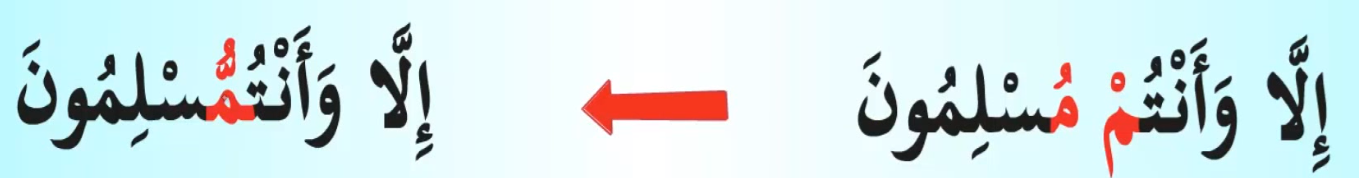 إِلَّا وَأَنْتُمْ مُسْلِمُونَ
إِلَّا وَأَنْتُمُّسْلِمُونَ